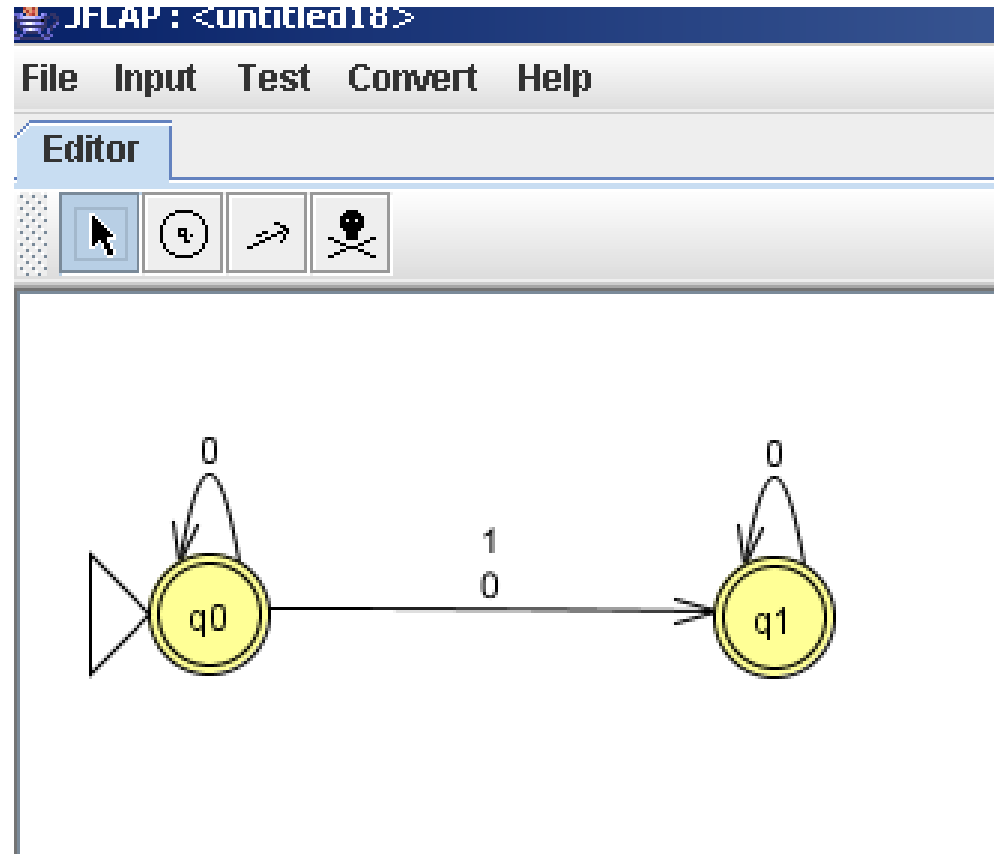 JFLAP : <untitled18>
File Input Test Convert Help
Editor
q
0 0
1
0
q0 q1